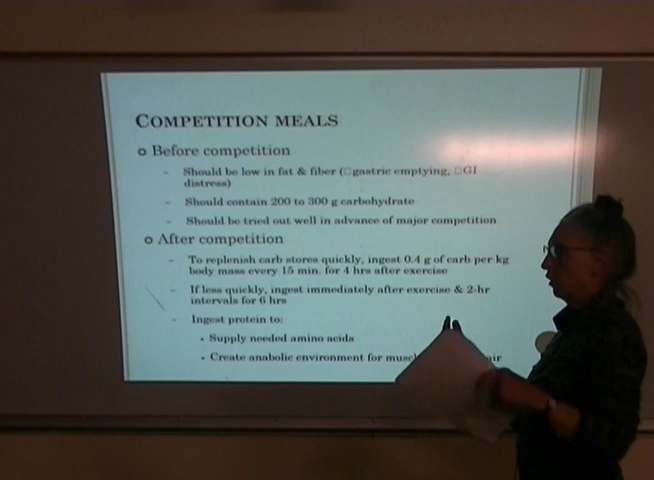 COMPETITION MEALS
Before competition
- Should be low in fat & fiber (□gastric emptying, □GI
distress)
- Should contain 200 to 300 g carbohydrate
- Should be tried out well in advance of major competition
After competition
- To replenish carb stores quickly, ingest 0.4 g of carb per kg
body mass every 15 min. for 4 hrs after exercise
- If less quickly, ingest immediately after exercise & 2-hr
intervals for 6 hrs
- Ingest protein to:
• Supply needed amino acids
• Create anabolic environment for